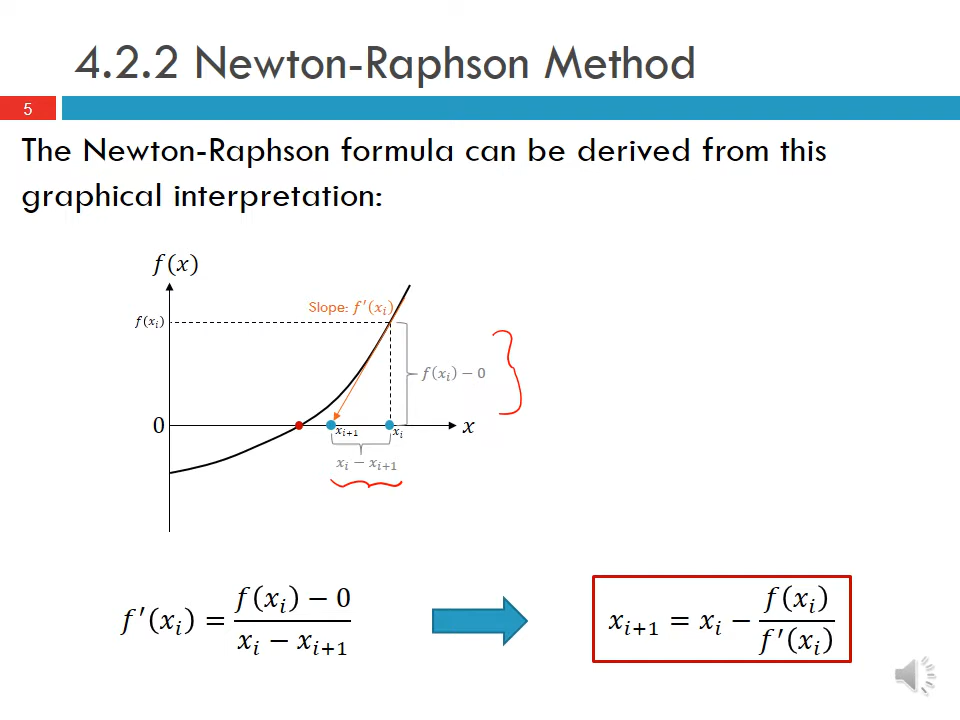 4.2.2 Newton-Raphson Method
5
The Newton-Raphson formula can be derived from this
graphical interpretation:
f(x)
Slope: f′(xᵢ)
f(xᵢ)
f(xᵢ) − 0
0
xᵢ₊₁
xᵢ
x
xᵢ − xᵢ₊₁
f′(xᵢ) = (f(xᵢ) − 0)/(xᵢ − xᵢ₊₁)
xᵢ₊₁ = xᵢ − f(xᵢ)/f′(xᵢ)